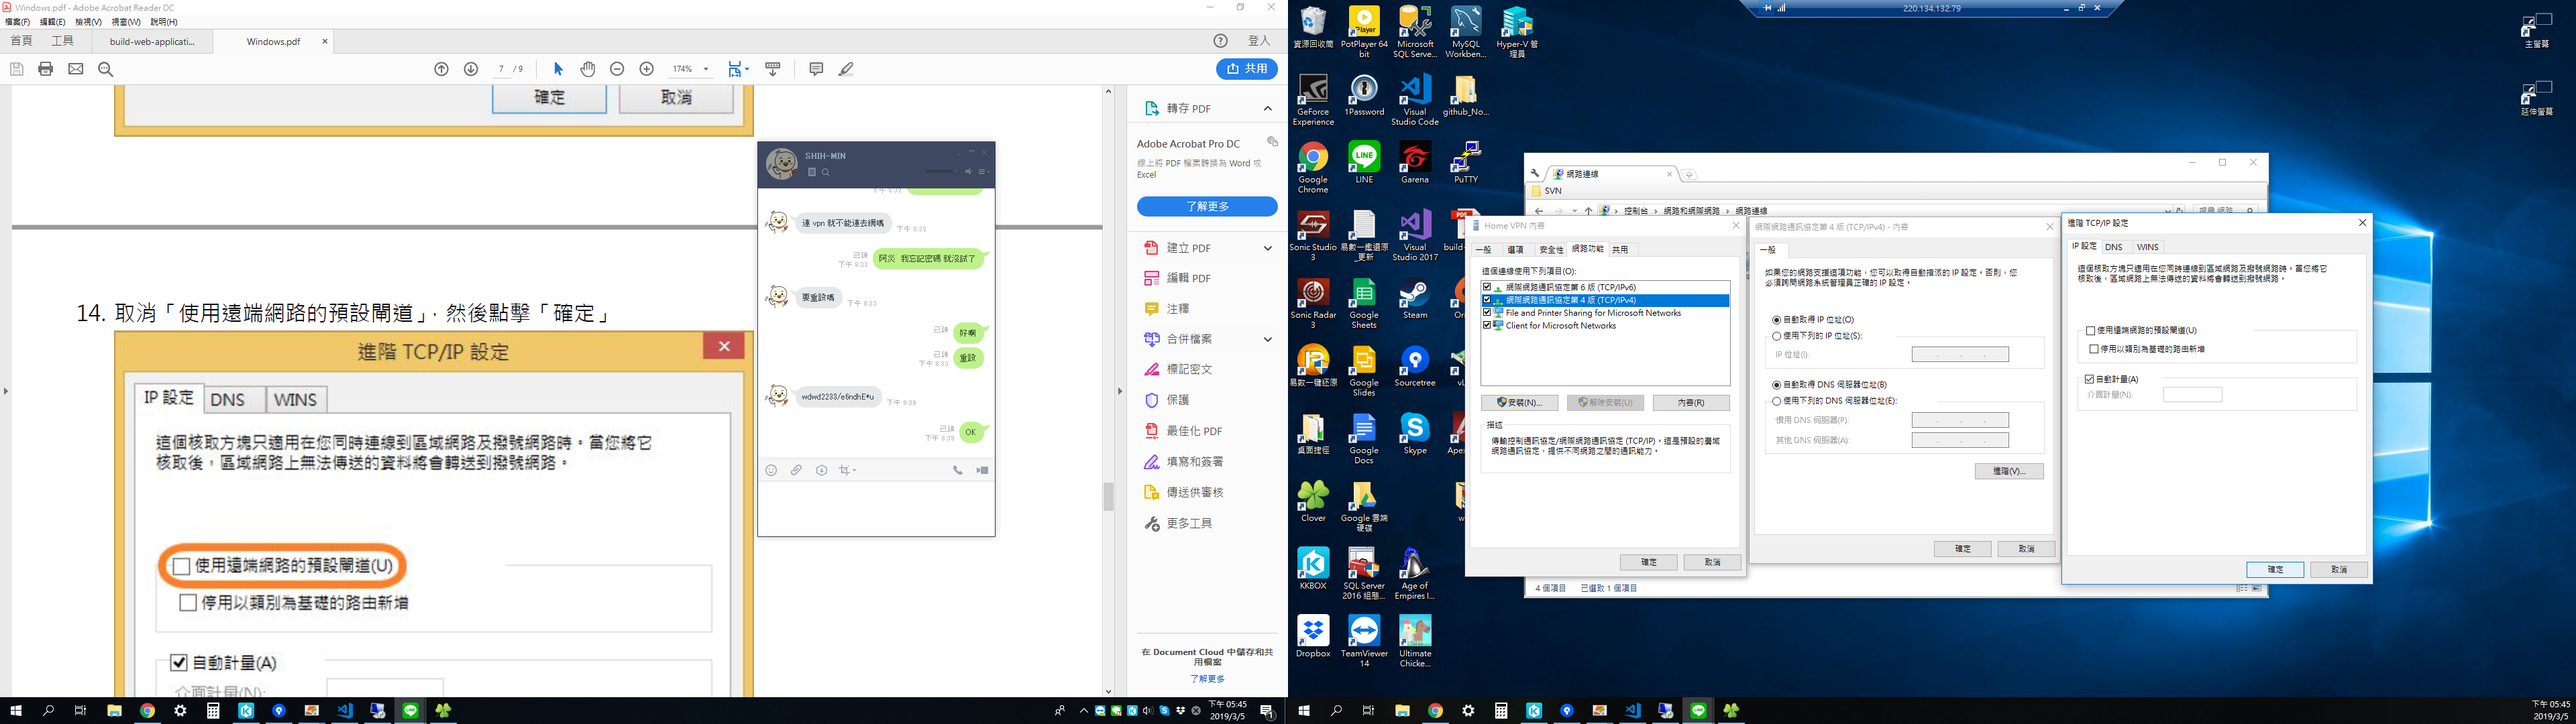 Windows.pdf - Adobe Acrobat Reader DC
檔案(F) 編輯(E) 檢視(V) 視窗(W) 說明(H)
首頁 工具 build-web-applicati... Windows.pdf × 登入
7 / 9 174% 共用
確定 取消
14. 取消「使用遠端網路的預設閘道」，然後點擊「確定」
進階 TCP/IP 設定
IP 設定 DNS WINS
這個核取方塊只適用在您同時連線到區域網路及撥號網路時。當您將它
核取後，區域網路上無法傳送的資料將會轉送到撥號網路。
使用遠端網路的預設閘道(U)
停用以類別為基礎的路由新增
自動計量(A)
介面計量(N):
SHIH-MIN
下午 8:32
連 vpn 就不能連去網嗎
下午 8:32
已讀
下午 8:33
阿災 我忘記密碼 就沒試了
要重設嗎
下午 8:33
已讀
好啊
已讀
下午 8:33
重設
wdwd2233/e6ndhE*u
下午 8:38
已讀
下午 8:39
OK
轉存 PDF
Adobe Acrobat Pro DC
線上將 PDF 檔案轉換為 Word 或
Excel
了解更多
建立 PDF
編輯 PDF
注釋
合併檔案
標記密文
保護
最佳化 PDF
填寫和簽署
傳送供審核
更多工具
在 Document Cloud 中儲存和共
用檔案
了解更多
下午 05:45
2019/3/5
1
220.134.132.79
資源回收筒
PotPlayer 64
bit
Microsoft
SQL Serve...
MySQL
Workben...
Hyper-V 管
理員
GeForce
Experience
1Password
Visual
Studio Code
github_No...
Google
Chrome
LINE
Garena
PuTTY
Sonic Studio
3
易數一鍵還原
_更新
Visual
Studio 2017
build-
Sonic Radar
3
Google
Sheets
Steam
Ori
易數一键还原
Google
Slides
Sourcetree
vL
桌面捷徑
Google
Docs
Skype
Apex
Clover
Google 雲端
硬碟
w
KKBOX
SQL Server
2016 組態...
Age of
Empires I...
Dropbox
TeamViewer
14
Ultimate
Chicke...
主螢幕
延伸螢幕
網路連線
SVN
控制台 › 網路和網際網路 › 網路連線
搜尋 網路
4 個項目 已選取 1 個項目
Home VPN 內容
一般 選項 安全性 網路功能 共用
這個連線使用下列項目(O):
網際網路通訊協定第 6 版 (TCP/IPv6)
網際網路通訊協定第 4 版 (TCP/IPv4)
File and Printer Sharing for Microsoft Networks
Client for Microsoft Networks
安裝(N)... 解除安裝(U) 內容(R)
描述
傳輸控制通訊協定/網際網路通訊協定 (TCP/IP)。這是預設的廣域
網路通訊協定，提供不同網路之間的通訊能力。
確定 取消
網際網路通訊協定第 4 版 (TCP/IPv4) - 內容
一般
如果您的網路支援這項功能，您可以取得自動指派的 IP 設定。否則，您
必須詢問網路系統管理員正確的 IP 設定。
自動取得 IP 位址(O)
使用下列的 IP 位址(S):
IP 位址(I):
自動取得 DNS 伺服器位址(B)
使用下列的 DNS 伺服器位址(E):
慣用 DNS 伺服器(P):
其他 DNS 伺服器(A):
進階(V)...
確定 取消
進階 TCP/IP 設定
IP 設定 DNS WINS
這個核取方塊只適用在您同時連線到區域網路及撥號網路時。當您將它
核取後，區域網路上無法傳送的資料將會轉送到撥號網路。
使用遠端網路的預設閘道(U)
停用以類別為基礎的路由新增
自動計量(A)
介面計量(N):
確定 取消
下午 05:45
2019/3/5